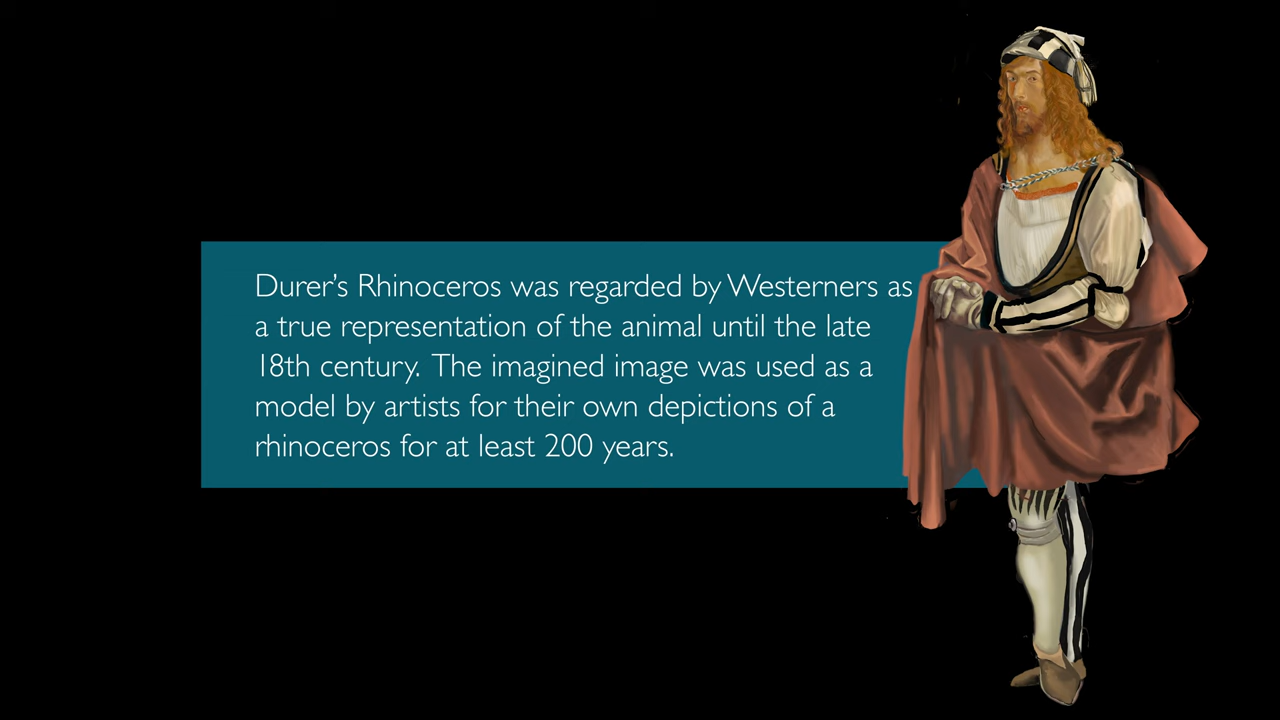 Durer’s Rhinoceros was regarded by Westerners as
a true representation of the animal until the late
18th century. The imagined image was used as a
model by artists for their own depictions of a
rhinoceros for at least 200 years.